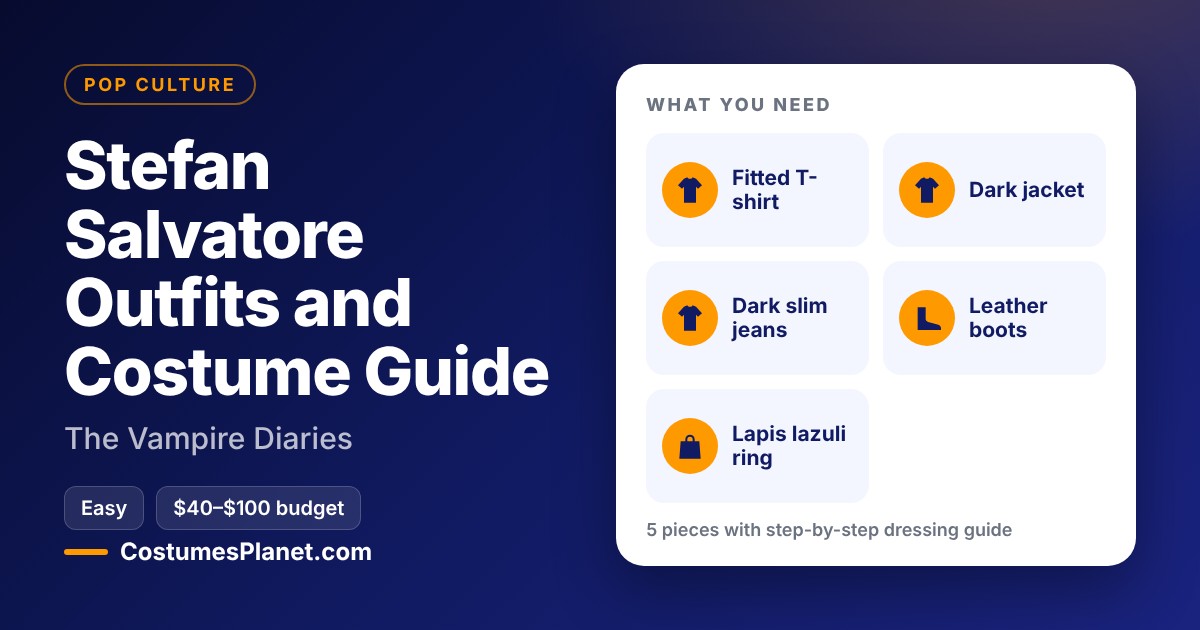 POP CULTURE
Stefan
Salvatore
Outfits and
Costume Guide
The Vampire Diaries
Easy
$40–$100 budget
CostumesPlanet.com
WHAT YOU NEED
Fitted T-
shirt
Dark jacket
Dark slim
jeans
Leather
boots
Lapis lazuli
ring
5 pieces with step-by-step dressing guide